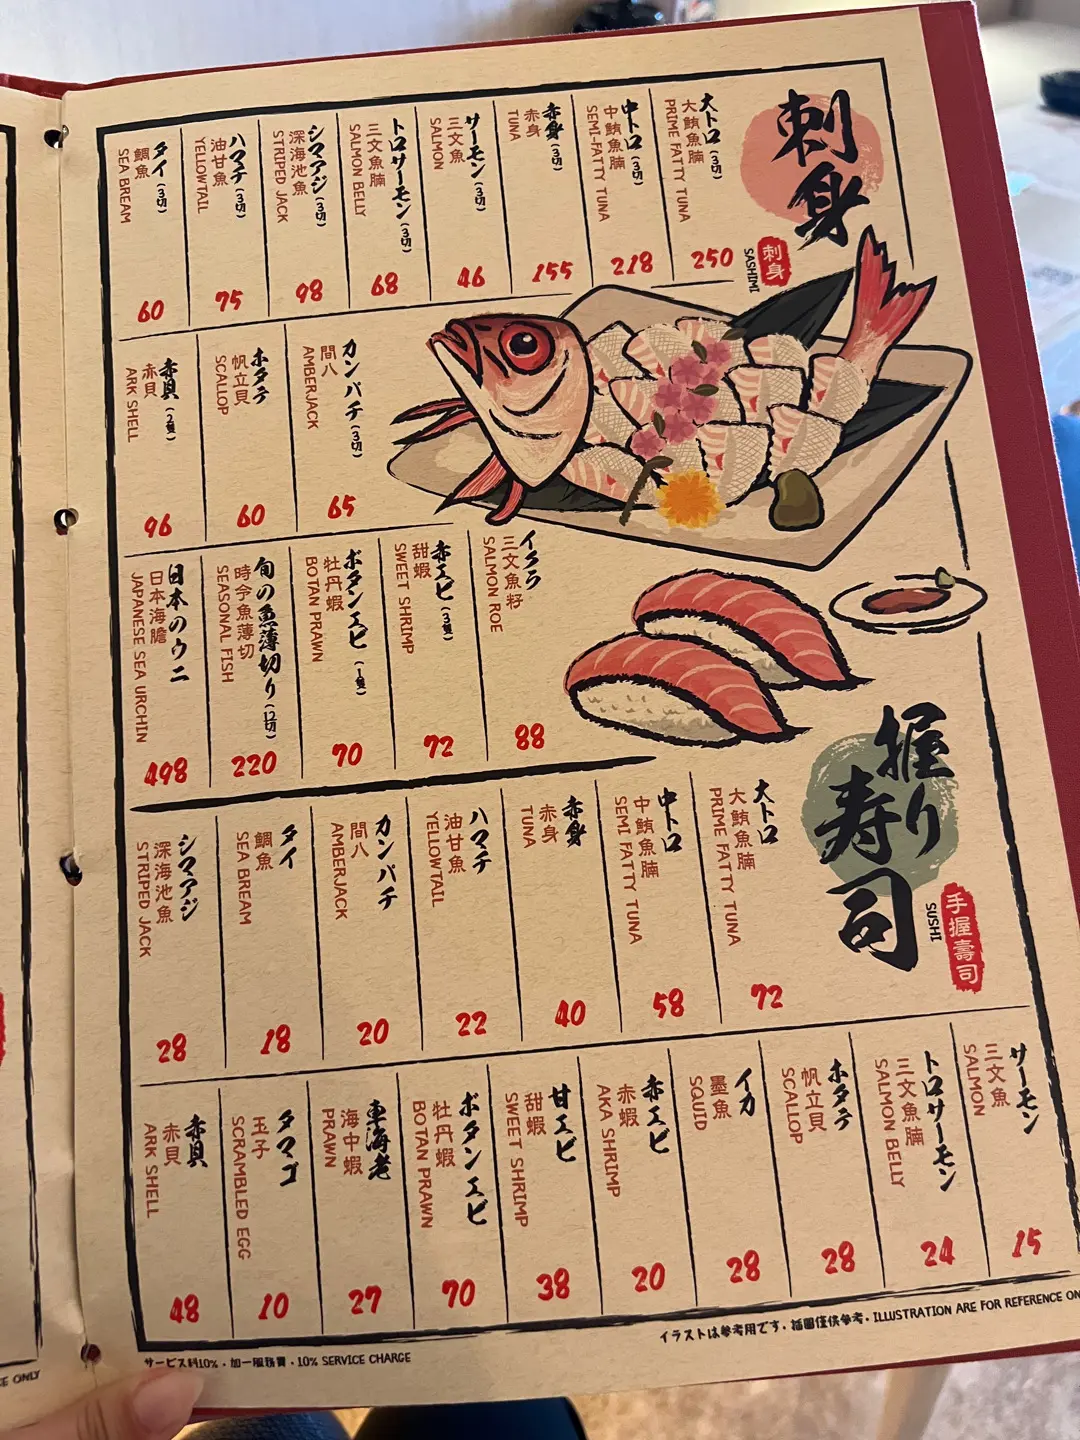 刺身
刺身
SASHIMI
大トロ(3切)
大鮪魚腩
PRIME FATTY TUNA
250
中トロ(3切)
中鮪魚腩
SEMI-FATTY TUNA
218
赤身(3切)
赤身
TUNA
155
サーモン(3切)
三文魚
SALMON
46
トロサーモン(3切)
三文魚腩
SALMON BELLY
68
シマアジ(3切)
深海池魚
STRIPED JACK
98
ハマチ(3切)
油甘魚
YELLOWTAIL
75
タイ(3切)
鯛魚
SEA BREAM
60
カンパチ(3切)
間八
AMBERJACK
65
ホタテ
帆立貝
SCALLOP
60
赤貝(2隻)
赤貝
ARK SHELL
96
イクラ
三文魚籽
SALMON ROE
88
赤エビ(3隻)
甜蝦
SWEET SHRIMP
72
ボタンエビ(1隻)
牡丹蝦
BOTAN PRAWN
70
旬の魚薄切り(12切)
時令魚薄切
SEASONAL FISH
220
日本のウニ
日本海膽
JAPANESE SEA URCHIN
498
握り寿司
手握壽司
SUSHI
大トロ
大鮪魚腩
PRIME FATTY TUNA
72
中トロ
中鮪魚腩
SEMI FATTY TUNA
58
赤身
赤身
TUNA
40
ハマチ
油甘魚
YELLOWTAIL
22
カンパチ
間八
AMBERJACK
20
タイ
鯛魚
SEA BREAM
18
シマアジ
深海池魚
STRIPED JACK
28
サーモン
三文魚
SALMON
15
トロサーモン
三文魚腩
SALMON BELLY
24
ホタテ
帆立貝
SCALLOP
28
イカ
墨魚
SQUID
28
赤エビ
赤蝦
AKA SHRIMP
20
甘エビ
甜蝦
SWEET SHRIMP
38
ボタンエビ
牡丹蝦
BOTAN PRAWN
70
車海老
海中蝦
PRAWN
27
タマゴ
玉子
SCRAMBLED EGG
10
赤貝
赤貝
ARK SHELL
48
イラストは参考用です・插圖僅供參考・ILLUSTRATION ARE FOR REFERENCE ON
サービス料10%・加一服務費・10% SERVICE CHARGE
CE ONLY